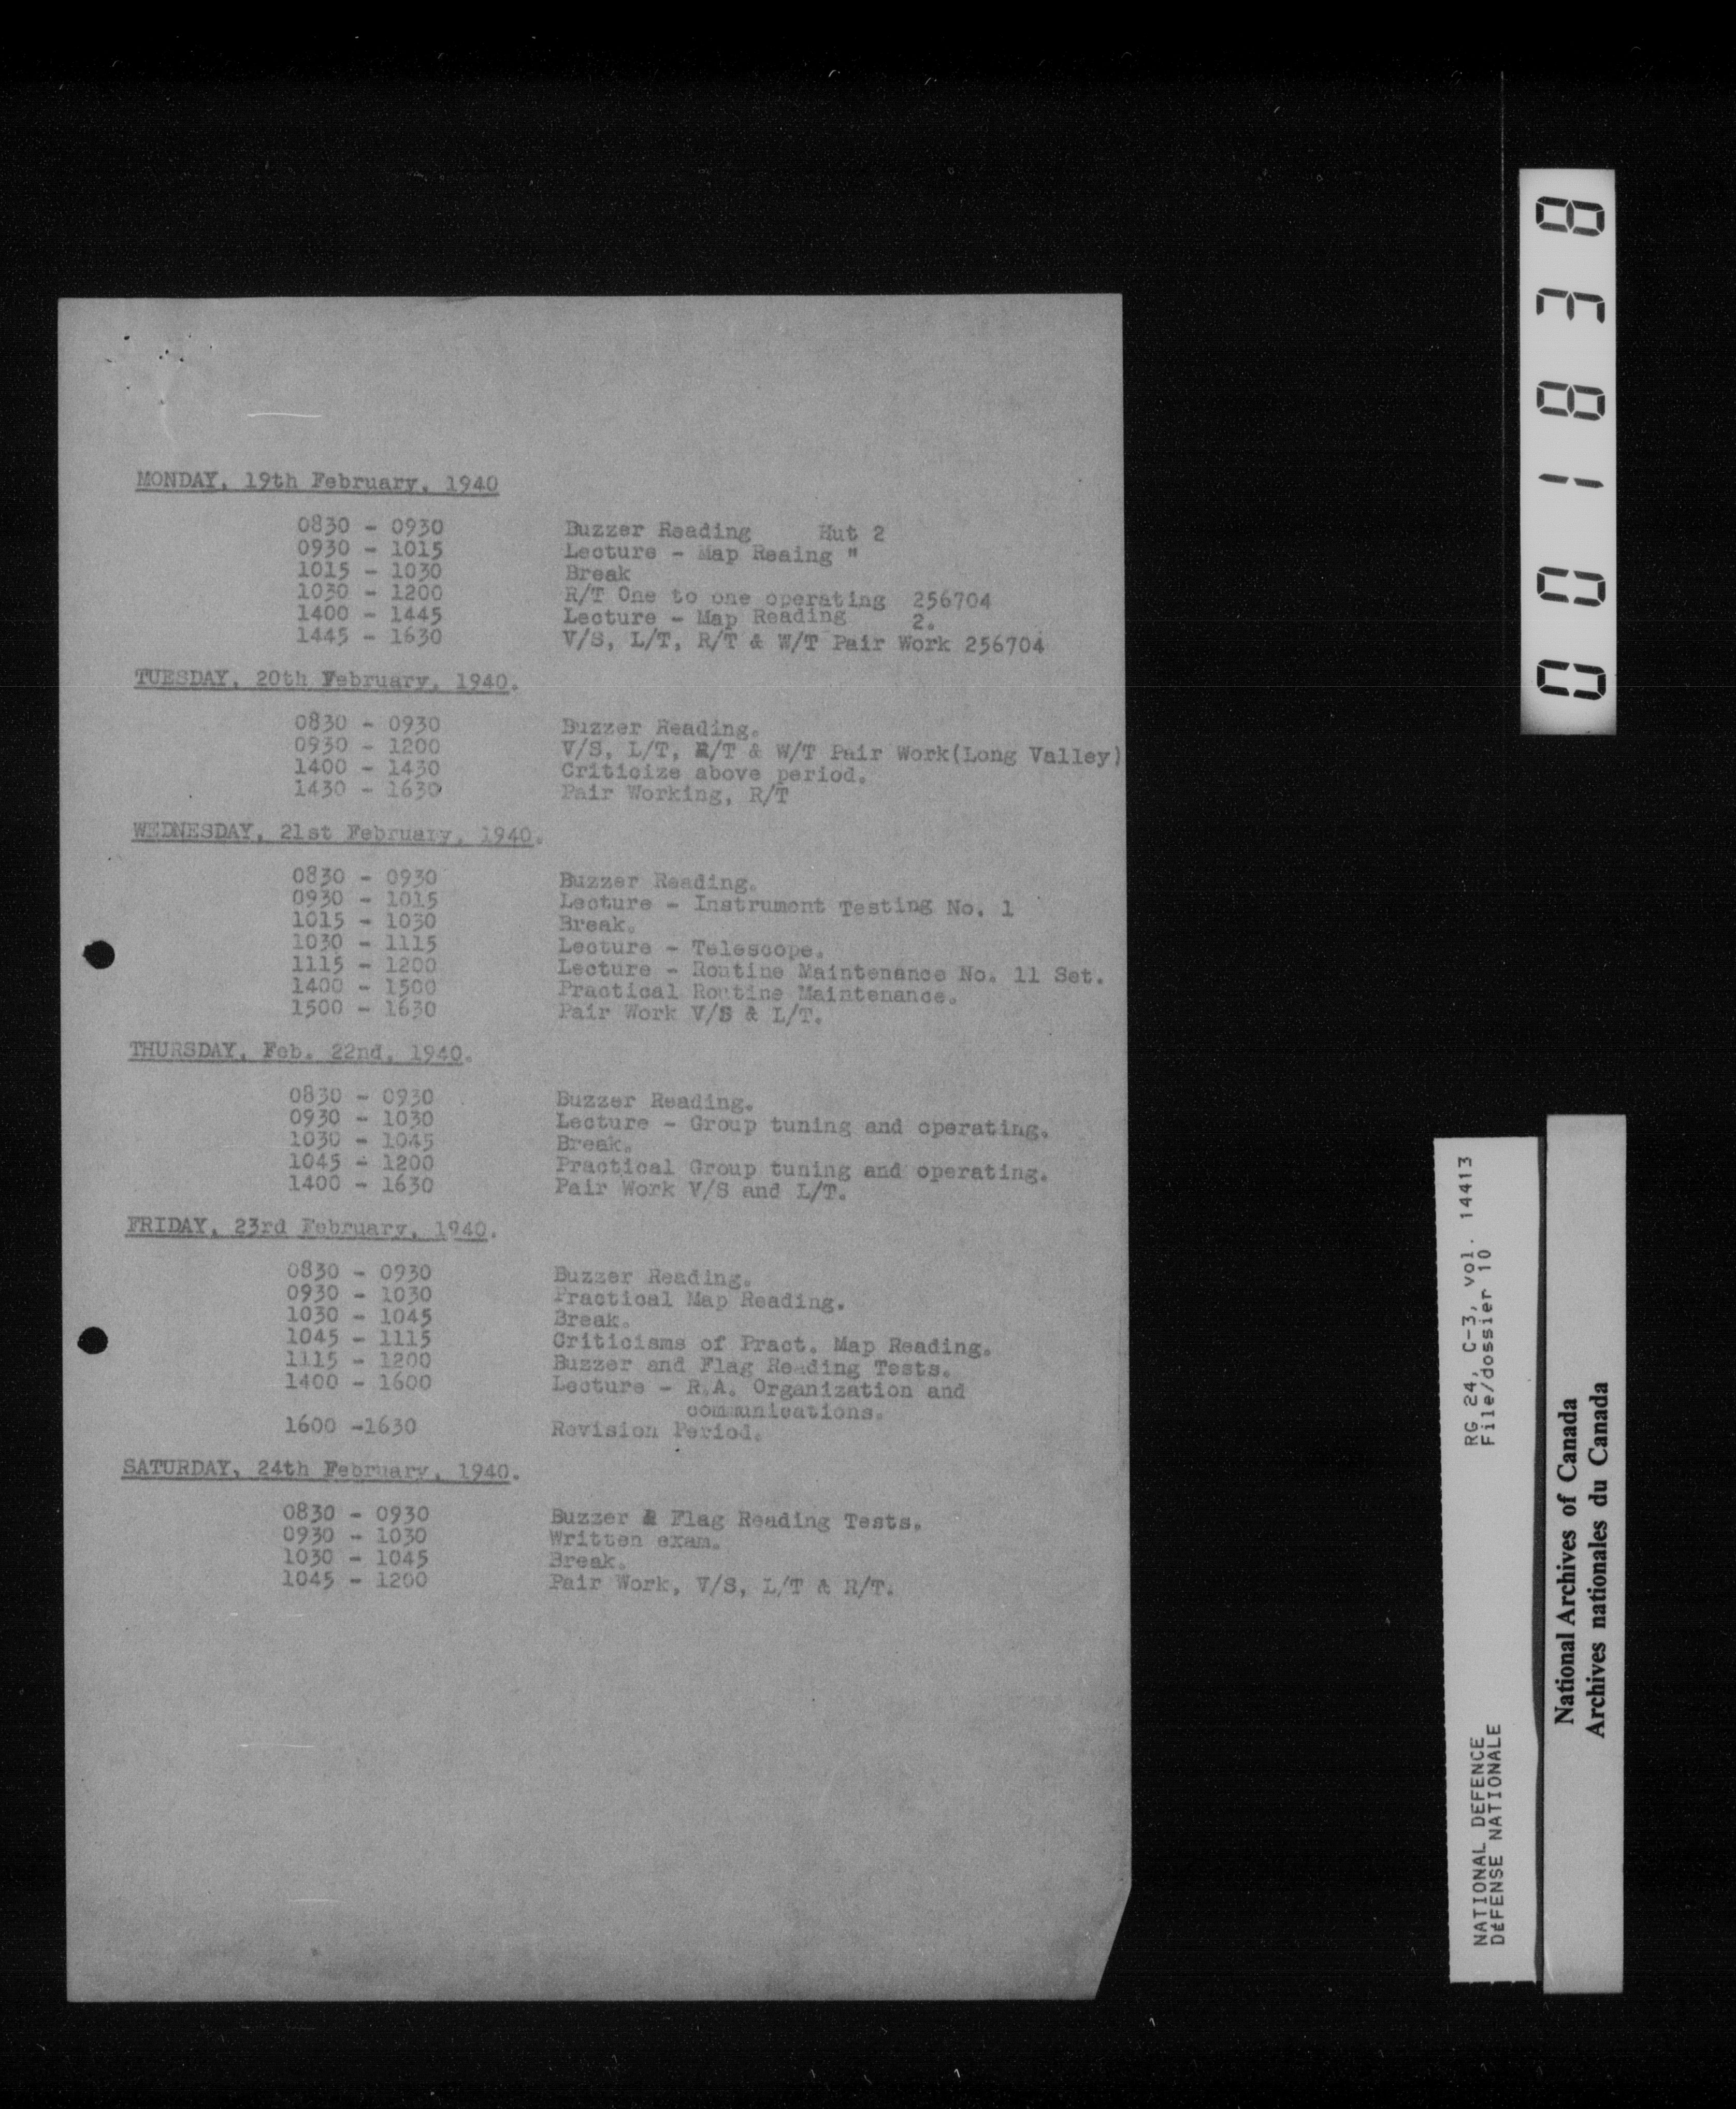 MONDAY, 19th February, 1940
0830 - 0930 Buzzer Reading Hut 2
0930 - 1015 Lecture - Map Reaing "
1015 - 1030 Break
1030 - 1200 R/T One to one operating 256704
1400 - 1445 Lecture - Map Reading 2.
1445 - 1630 V/S, L/T, R/T & W/T Pair Work 256704
TUESDAY, 20th February, 1940.
0830 - 0930 Buzzer Reading.
0930 - 1200 V/S, L/T, R/T & W/T Pair Work(Long Valley)
1400 - 1430 Criticize above period.
1430 - 1630 Pair Working, R/T
WEDNESDAY, 21st February, 1940.
0830 - 0930 Buzzer Reading.
0930 - 1015 Lecture - Instrument Testing No. 1
1015 - 1030 Break.
1030 - 1115 Lecture - Telescope.
1115 - 1200 Lecture - Routine Maintenance No. 11 Set.
1400 - 1500 Practical Routine Maintenance.
1500 - 1630 Pair Work V/S & L/T.
THURSDAY, Feb. 22nd, 1940.
0830 - 0930 Buzzer Reading.
0930 - 1030 Lecture - Group tuning and operating.
1030 - 1045 Break.
1045 - 1200 Practical Group tuning and operating.
1400 - 1630 Pair Work V/S and L/T.
FRIDAY, 23rd February, 1940.
0830 - 0930 Buzzer Reading.
0930 - 1030 Practical Map Reading.
1030 - 1045 Break.
1045 - 1115 Criticisms of Pract. Map Reading.
1115 - 1200 Buzzer and Flag Reading Tests.
1400 - 1600 Lecture - R.A. Organization and
communications.
1600 -1630 Revision Period.
SATURDAY, 24th February, 1940.
0830 - 0930 Buzzer & Flag Reading Tests.
0930 - 1030 Written exam.
1030 - 1045 Break.
1045 - 1200 Pair Work, V/S, L/T & R/T.
001838
NATIONAL DEFENCE RG 24, C-3, vol. 14413
DÉFENSE NATIONALE File/dossier 10
National Archives of Canada
Archives nationales du Canada